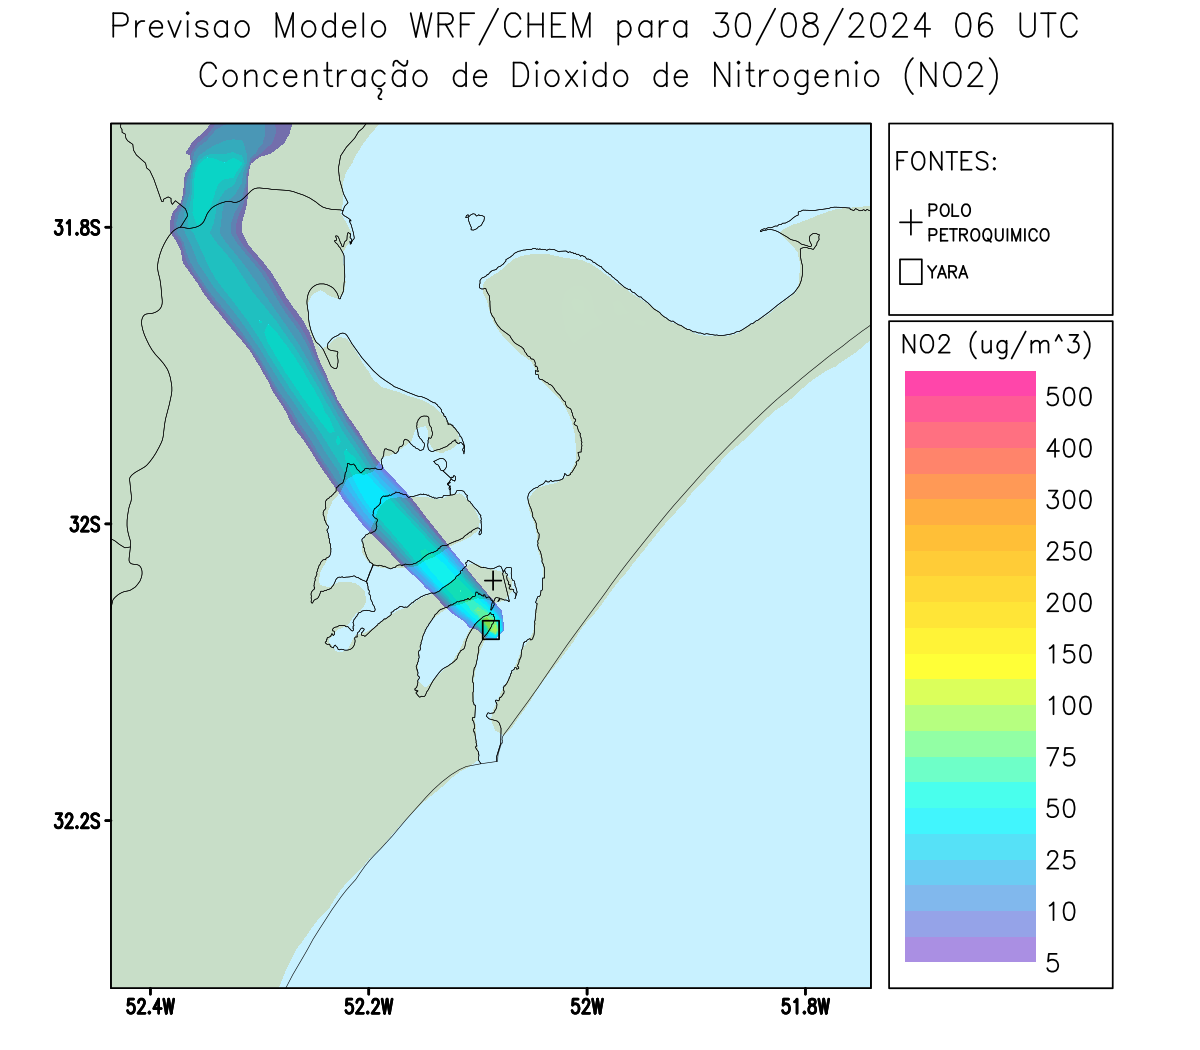 Previsao Modelo WRF/CHEM para 30/08/2024 06 UTC
Concentração de Dioxido de Nitrogenio (NO2)
FONTES:
POLO
PETROQUIMICO
YARA
31.8S
32S
32.2S
52.4W
52.2W
52W
51.8W
NO2 (ug/m^3)
500
400
300
250
200
150
100
75
50
25
10
5